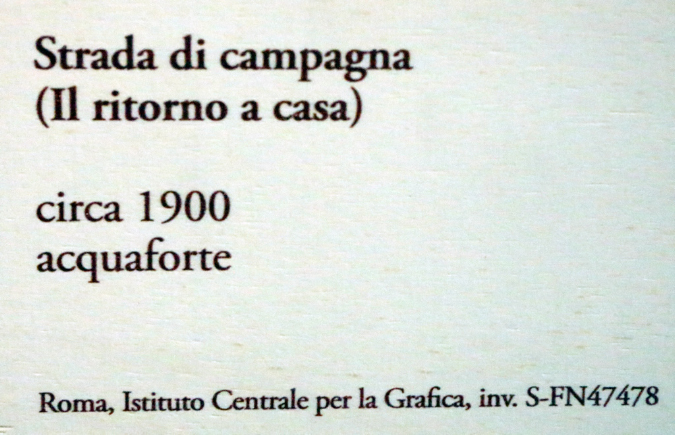 Strada di campagna
(Il ritorno a casa)
circa 1900
acquaforte
Roma, Istituto Centrale per la Grafica, inv. S-FN47478